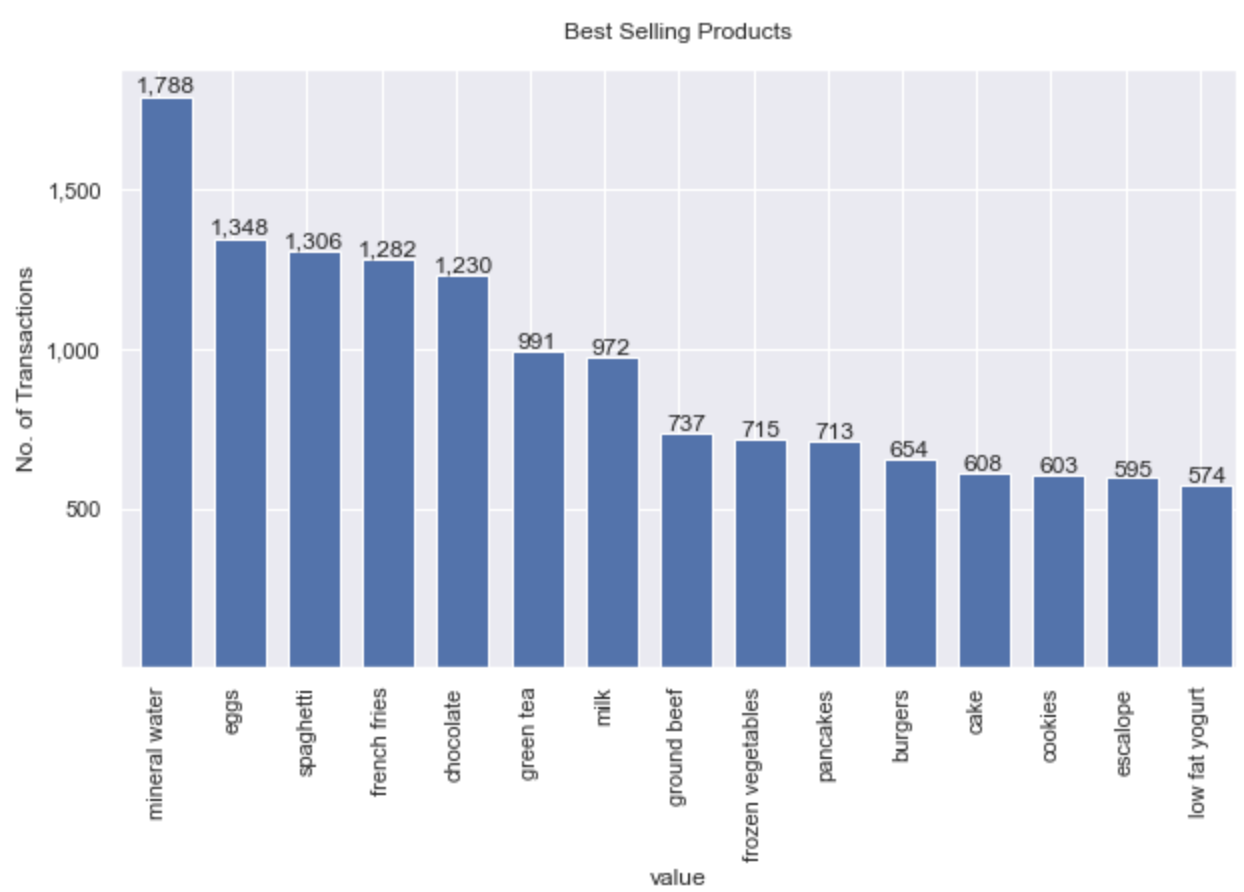 Best Selling Products
No. of Transactions
1,500
1,000
500
1,788
1,348
1,306
1,282
1,230
991
972
737
715
713
654
608
603
595
574
mineral water
eggs
spaghetti
french fries
chocolate
green tea
milk
ground beef
frozen vegetables
pancakes
burgers
cake
cookies
escalope
low fat yogurt
value